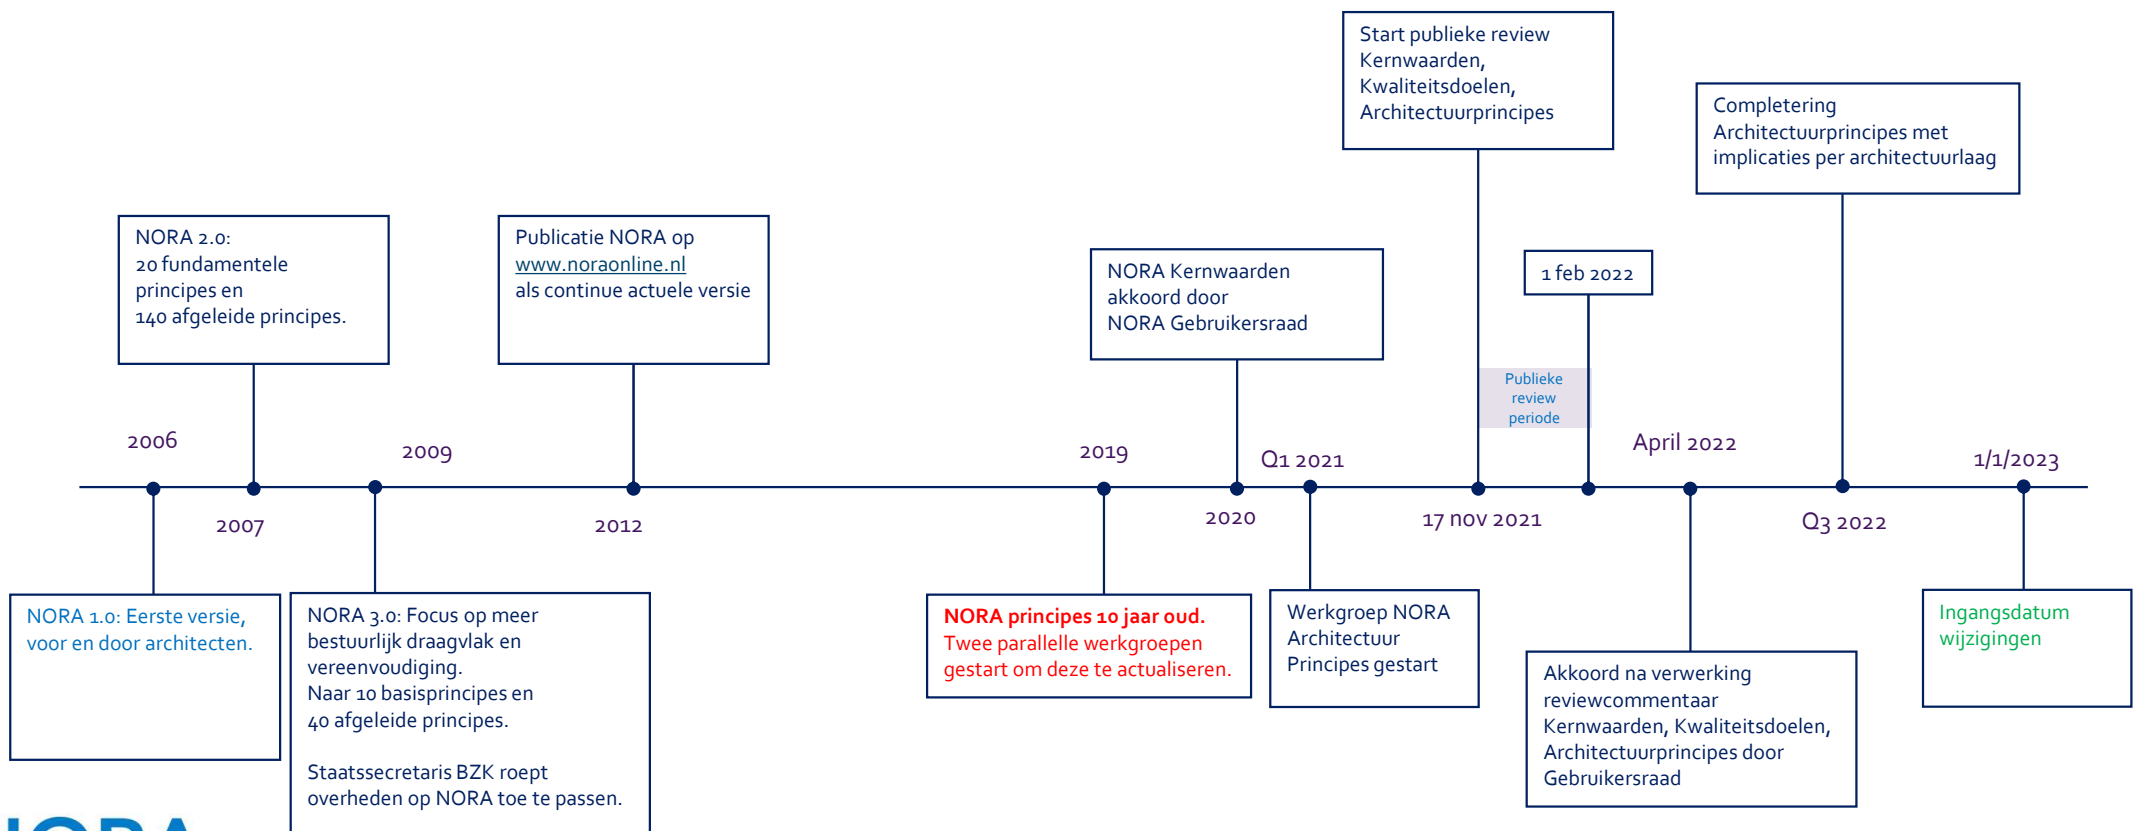 Start publieke review
Kernwaarden,
Kwaliteitsdoelen,
Architectuurprincipes
Completering
Architectuurprincipes met
implicaties per architectuurlaag
NORA 2.0:
20 fundamentele
principes en
140 afgeleide principes.
Publicatie NORA op
www.noraonline.nl
als continue actuele versie
NORA Kernwaarden
akkoord door
NORA Gebruikersraad
1 feb 2022
Publieke
review
periode
2006
2009
2019
Q1 2021
April 2022
1/1/2023
2007
2012
2020
17 nov 2021
Q3 2022
NORA 1.0: Eerste versie,
voor en door architecten.
NORA 3.0: Focus op meer
bestuurlijk draagvlak en
vereenvoudiging.
Naar 10 basisprincipes en
40 afgeleide principes.
Staatssecretaris BZK roept
overheden op NORA toe te passen.
NORA principes 10 jaar oud.
Twee parallelle werkgroepen
gestart om deze te actualiseren.
Werkgroep NORA
Architectuur
Principes gestart
Akkoord na verwerking
reviewcommentaar
Kernwaarden, Kwaliteitsdoelen,
Architectuurprincipes door
Gebruikersraad
Ingangsdatum
wijzigingen